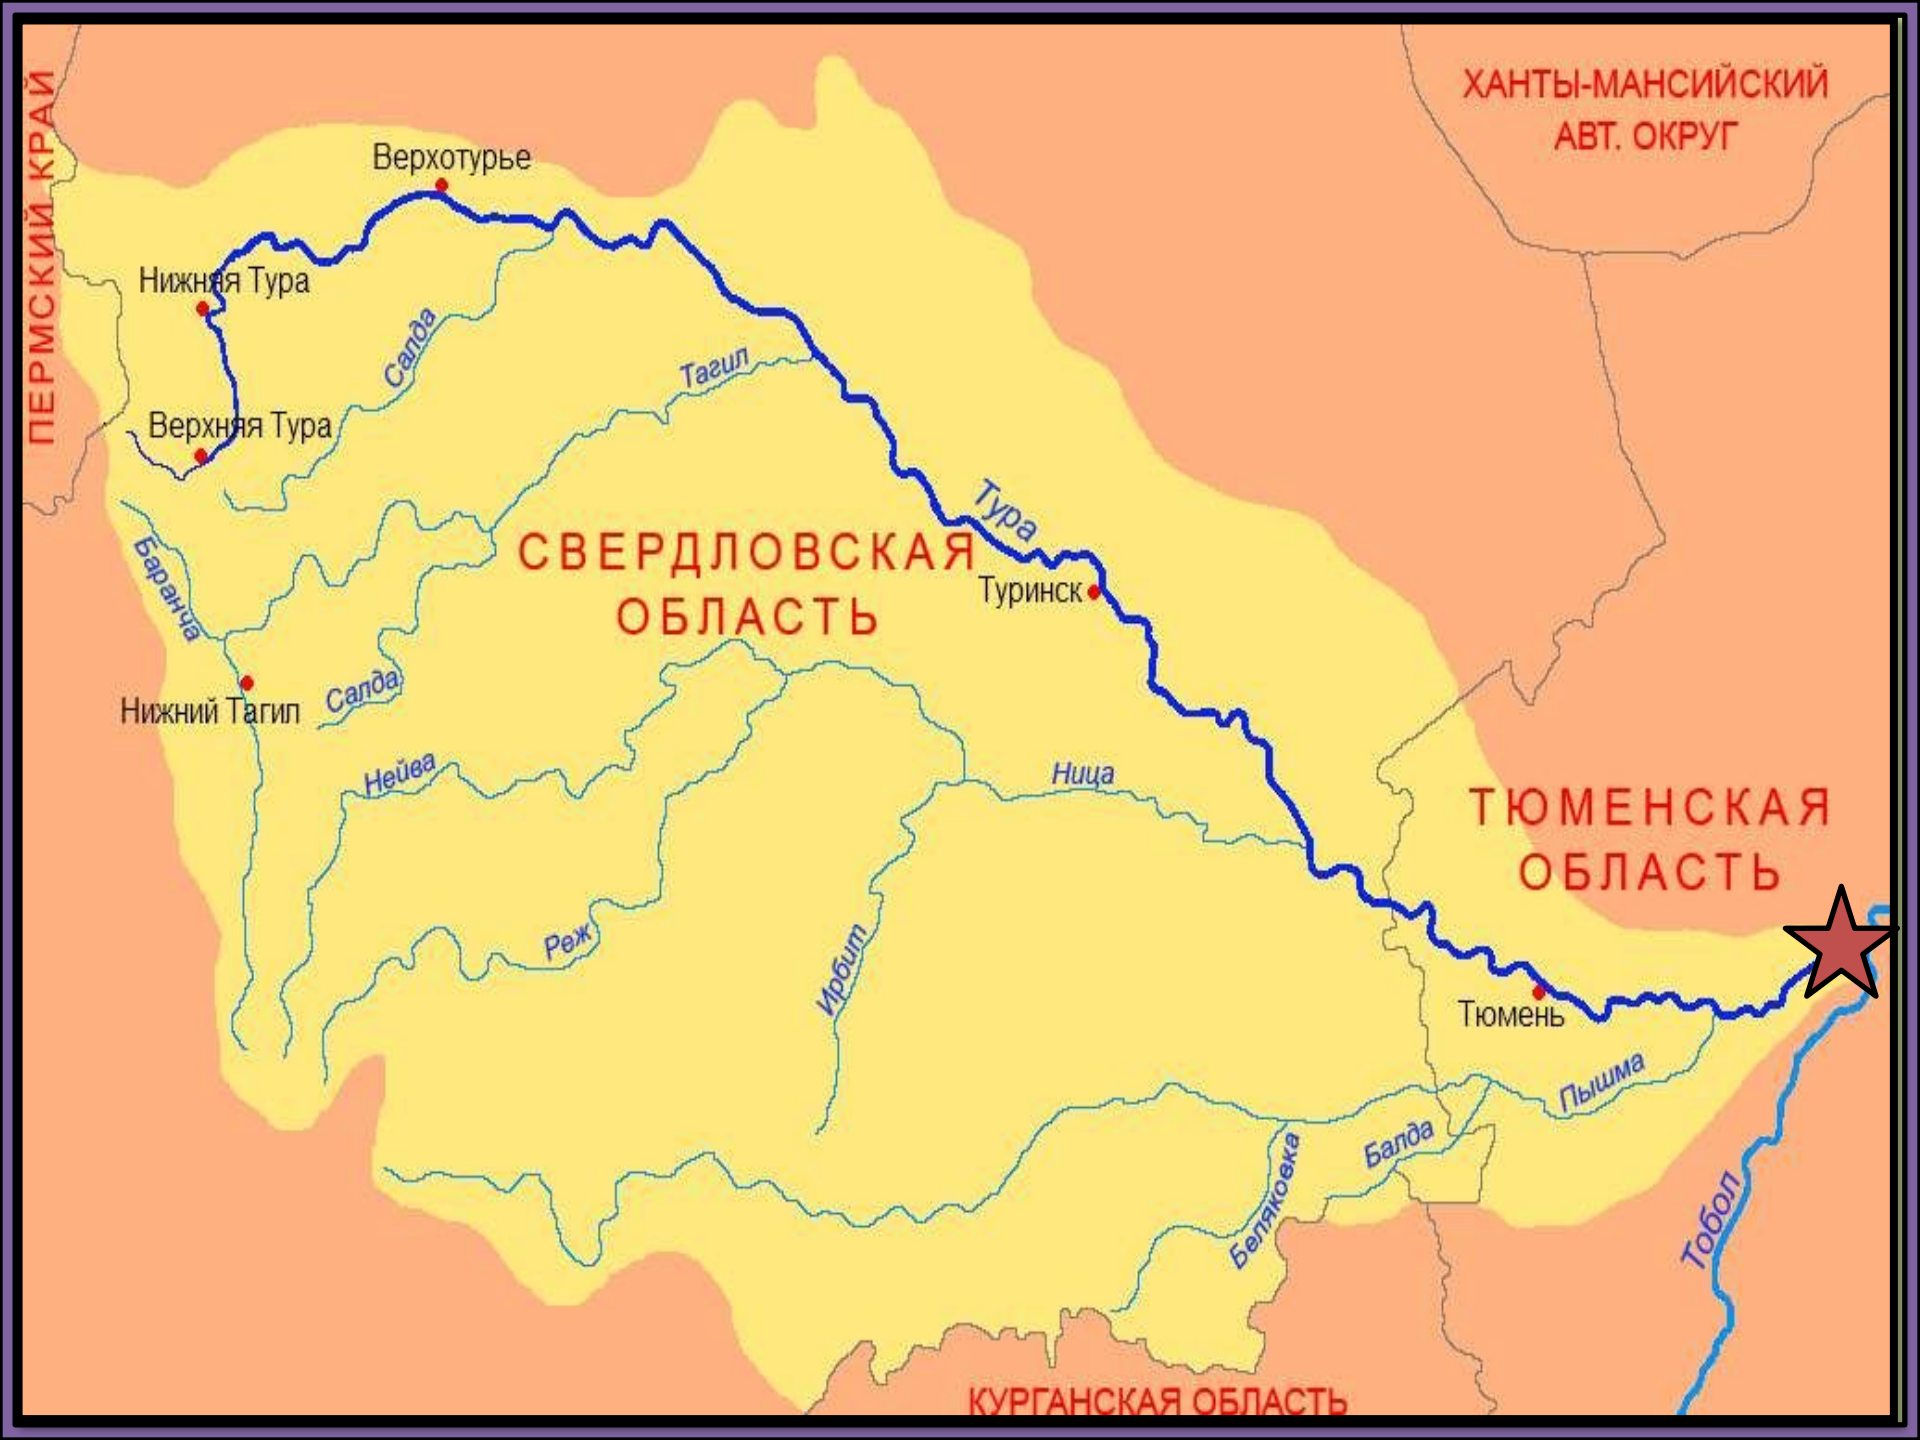 ХАНТЫ-МАНСИЙСКИЙ
АВТ. ОКРУГ
ПЕРМСКИЙ КРАЙ
Верхотурье
Нижняя Тура
Салда
Тагил
Верхняя Тура
Тура
СВЕРДЛОВСКАЯ
ОБЛАСТЬ
Баранча
Туринск
Салда
Нижний Тагил
Нейва
Ница
ТЮМЕНСКАЯ
ОБЛАСТЬ
Реж
Ирбит
Тюмень
Пышма
Балда
Беляковка
Тобол
КУРГАНСКАЯ ОБЛАСТЬ